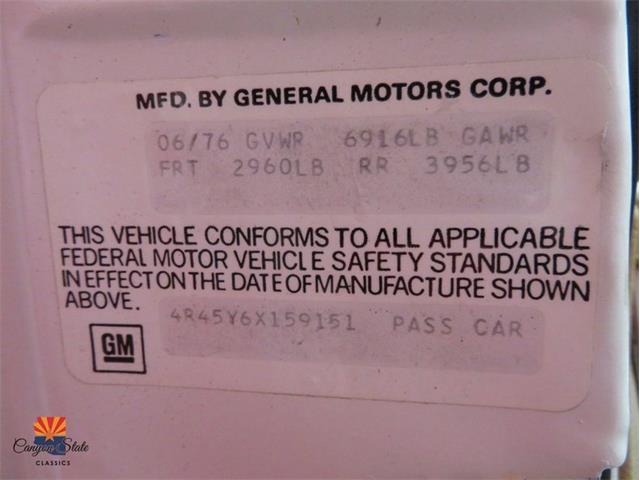 MFD. BY GENERAL MOTORS CORP.
06/76 GVWR 6916LB GAWR
FRT 2960LB RR 3956LB
THIS VEHICLE CONFORMS TO ALL APPLICABLE
FEDERAL MOTOR VEHICLE SAFETY STANDARDS
IN EFFECT ON THE DATE OF MANUFACTURE SHOWN
ABOVE.
4R45Y6X159151 PASS CAR
GM
Canyon State
CLASSICS